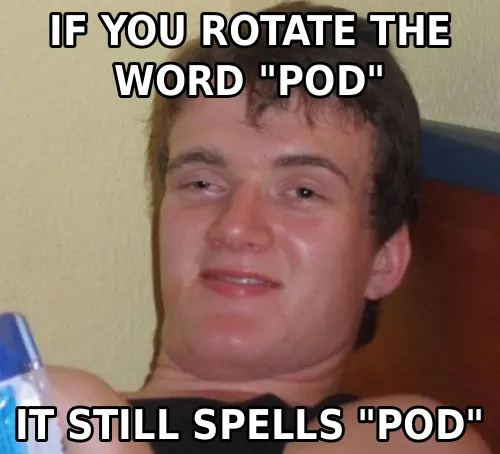 IF YOU ROTATE THE
WORD "POD"
IT STILL SPELLS "POD"